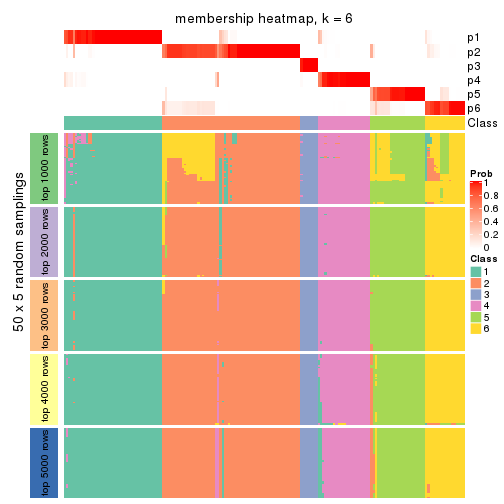 membership heatmap, k = 6
p1
p2
p3
p4
p5
p6
Class
50 x 5 random samplings
top 1000 rows
top 2000 rows
top 3000 rows
top 4000 rows
top 5000 rows
Prob
1
0.8
0.6
0.4
0.2
0
Class
1
2
3
4
5
6